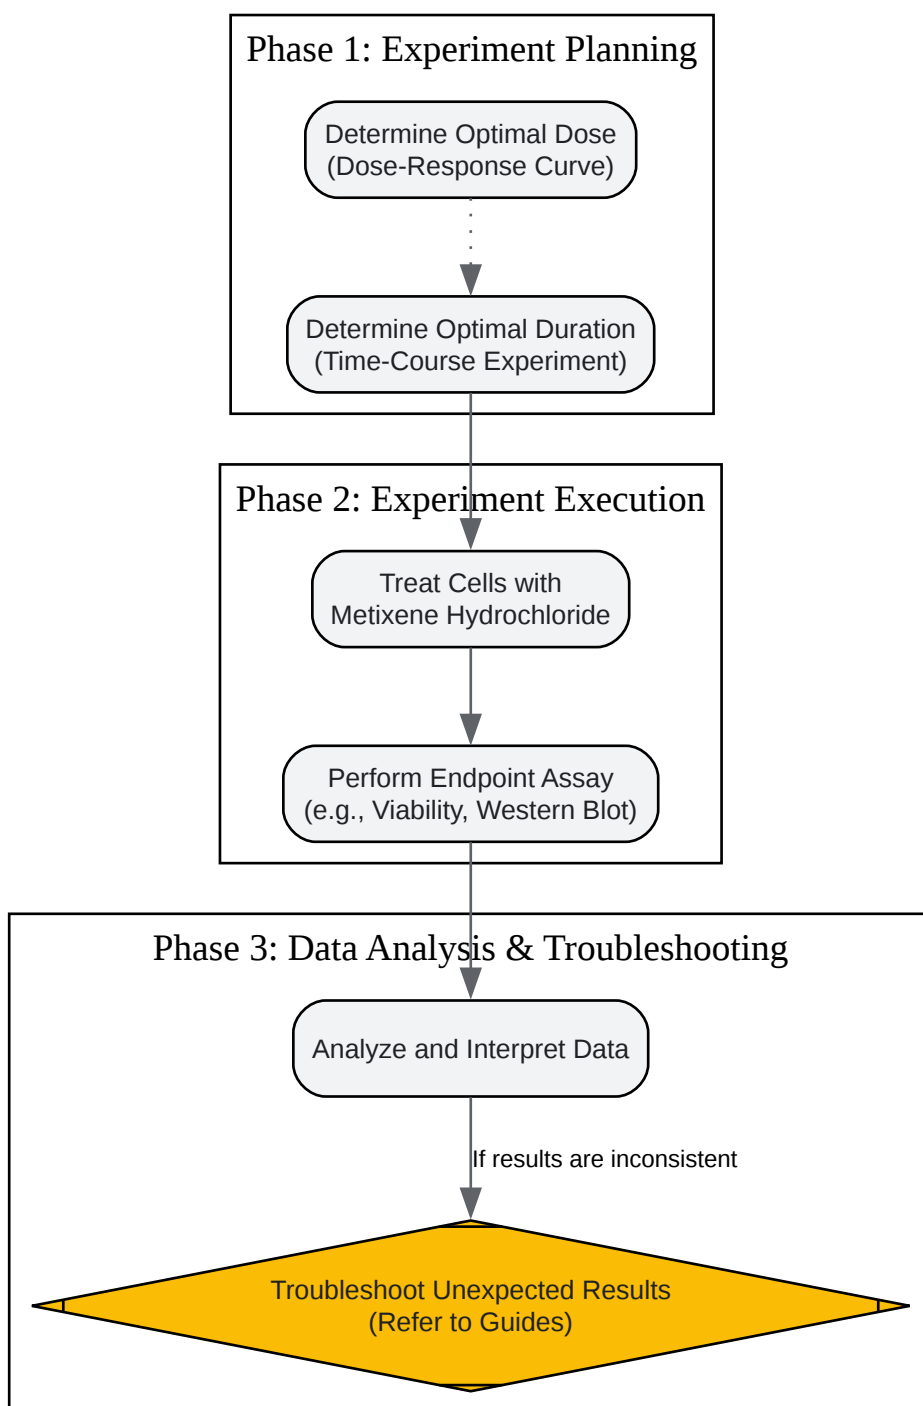 Phase 1: Experiment Planning
Determine Optimal Dose
(Dose-Response Curve)
Determine Optimal Duration
(Time-Course Experiment)
Phase 2: Experiment Execution
Treat Cells with
Metixene Hydrochloride
Perform Endpoint Assay
(e.g., Viability, Western Blot)
Phase 3: Data Analysis & Troubleshooting
Analyze and Interpret Data
If results are inconsistent
Troubleshoot Unexpected Results
(Refer to Guides)